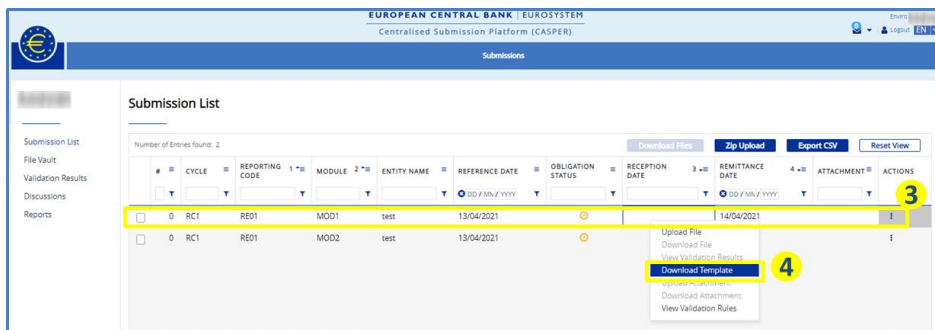 EUROPEAN CENTRAL BANK | EUROSYSTEM
Centralised Submission Platform (CASPER)
Logout EN
Submissions
Submission List
Submission List
File Vault
Validation Results
Discussions
Reports
Number of Entries found: 2
Download Files Zip Upload Export CSV Reset View
# CYCLE REPORTING CODE 1 MODULE 2 ENTITY NAME REFERENCE DATE OBLIGATION STATUS RECEPTION DATE 3 REMITTANCE DATE 4 ATTACHMENT ACTIONS
DD / MM / YYYY DD / MM / YYYY
3
0 RC1 RE01 MOD1 test 13/04/2021 14/04/2021
0 RC1 RE01 MOD2 test 13/04/2021
Upload File
Download File
View Validation Results
Download Template
4
Upload Attachment
Download Attachment
View Validation Rules